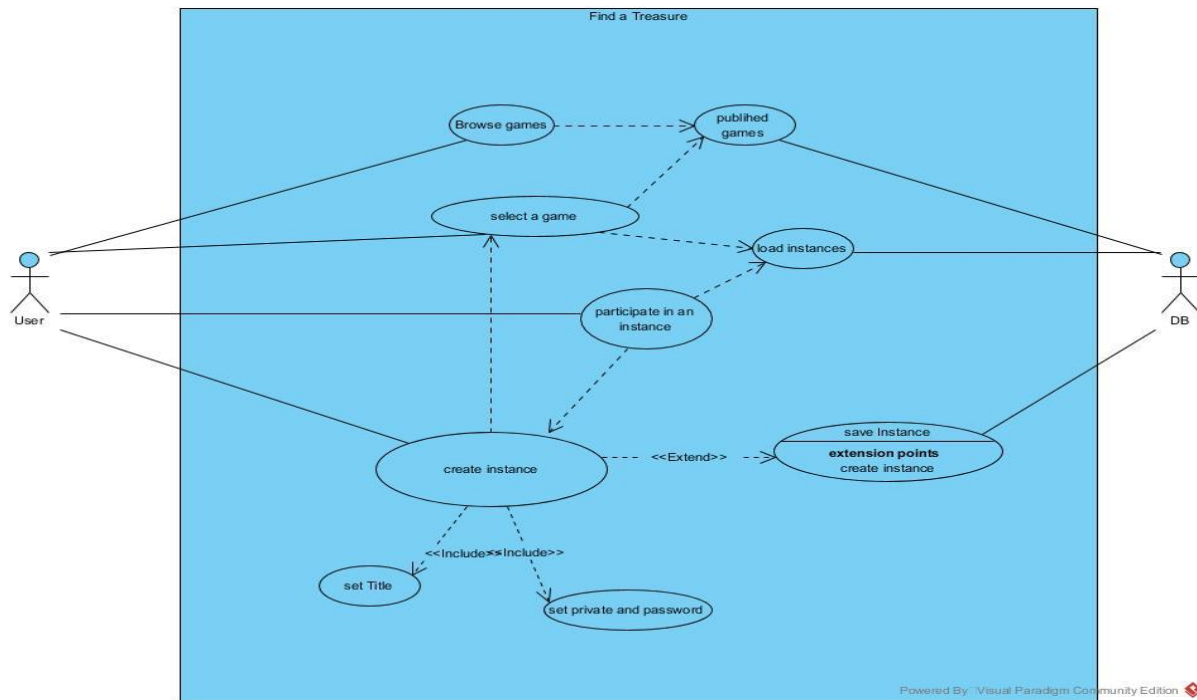 Find a Treasure
Browse games
publihed
games
select a game
load instances
User
participate in an
instance
DB
create instance
<<Extend>>
save Instance
extension points
create instance
<<Include>>
<<Include>>
set Title
set private and password
Powered By Visual Paradigm Community Edition